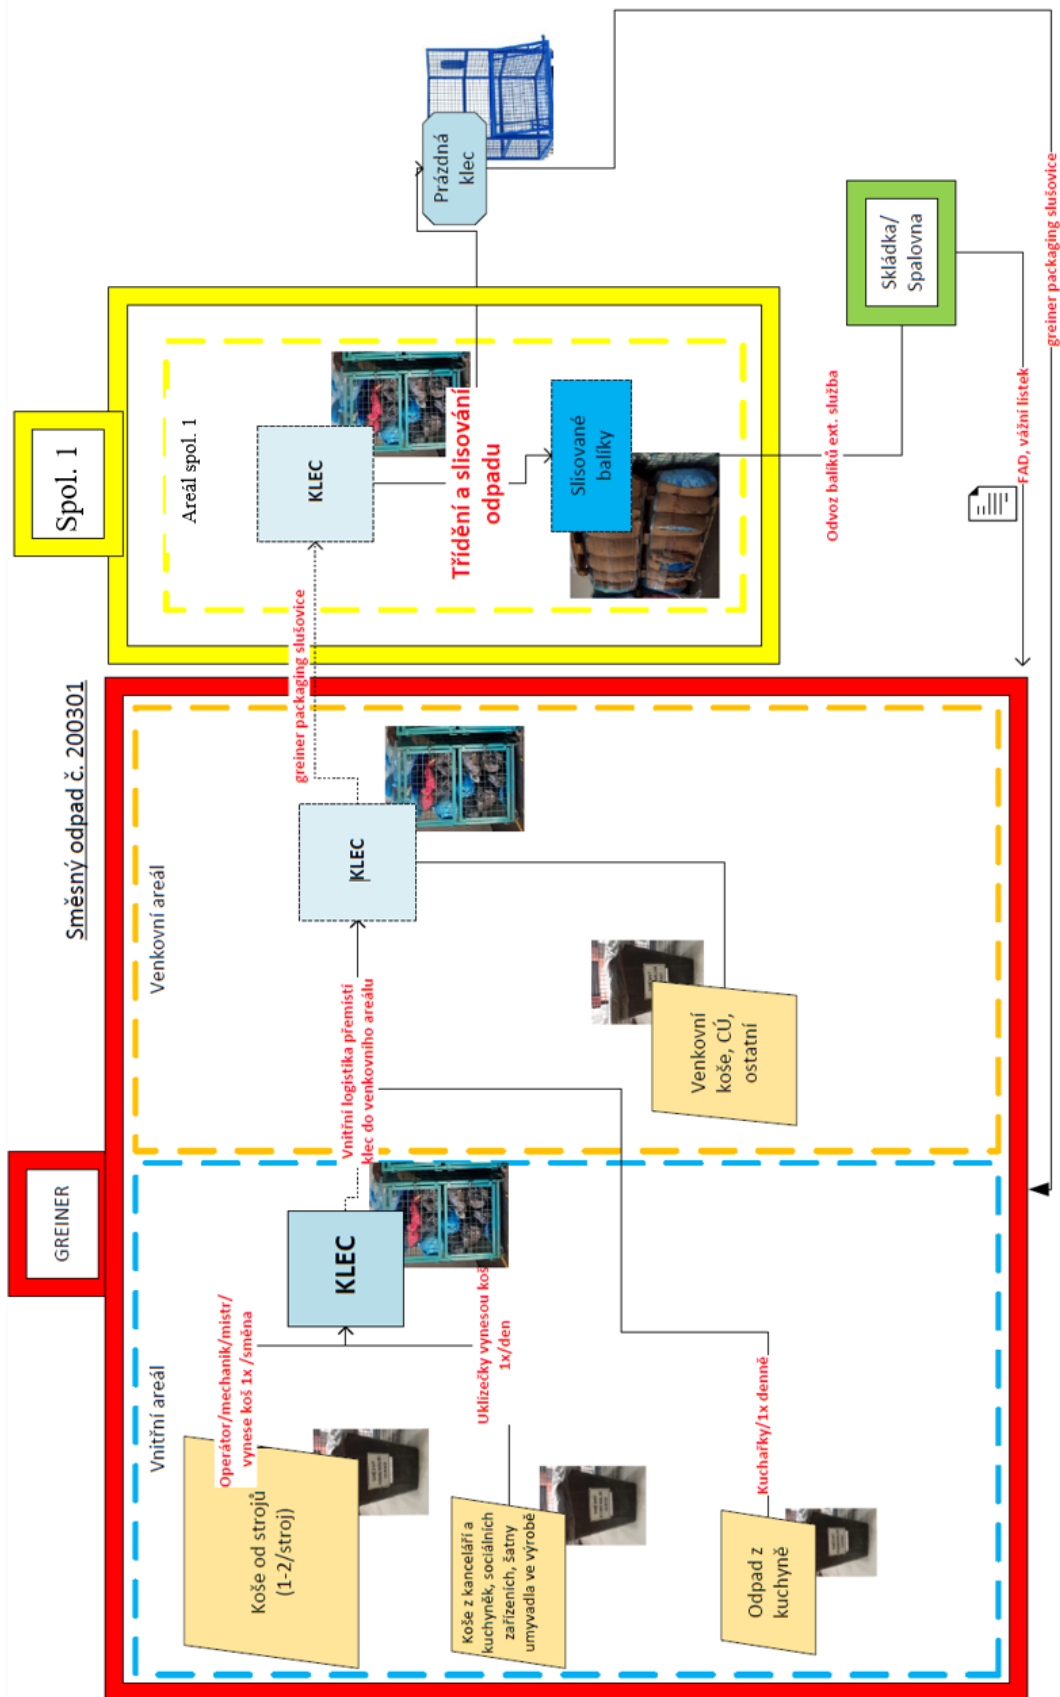 Směsný odpad č. 200301
GREINER
Vnitřní areál
Koše od strojů
(1-2/stroj)
Operátor/mechanik/mistr/
vynese koš 1x /směna
Koše z kanceláří a
kuchyněk, sociálních
zařízeních, šatny
umyvadla ve výrobě
Uklízečky vynesou koš
1x/den
Odpad z
kuchyně
Kuchařky/1x denně
KLEC
Vnitřní logistika přemístí
klec do venkovního areálu
Venkovní areál
KLEC
Venkovní
koše, CÚ,
ostatní
greiner packaging slušovice
Spol. 1
Areál spol. 1
KLEC
Třídění a slisování
odpadu
Slisované
balíky
Prázdná
klec
Odvoz balíků ext. služba
Skládka/
Spalovna
FAD, vážní lístek
greiner packaging slušovice